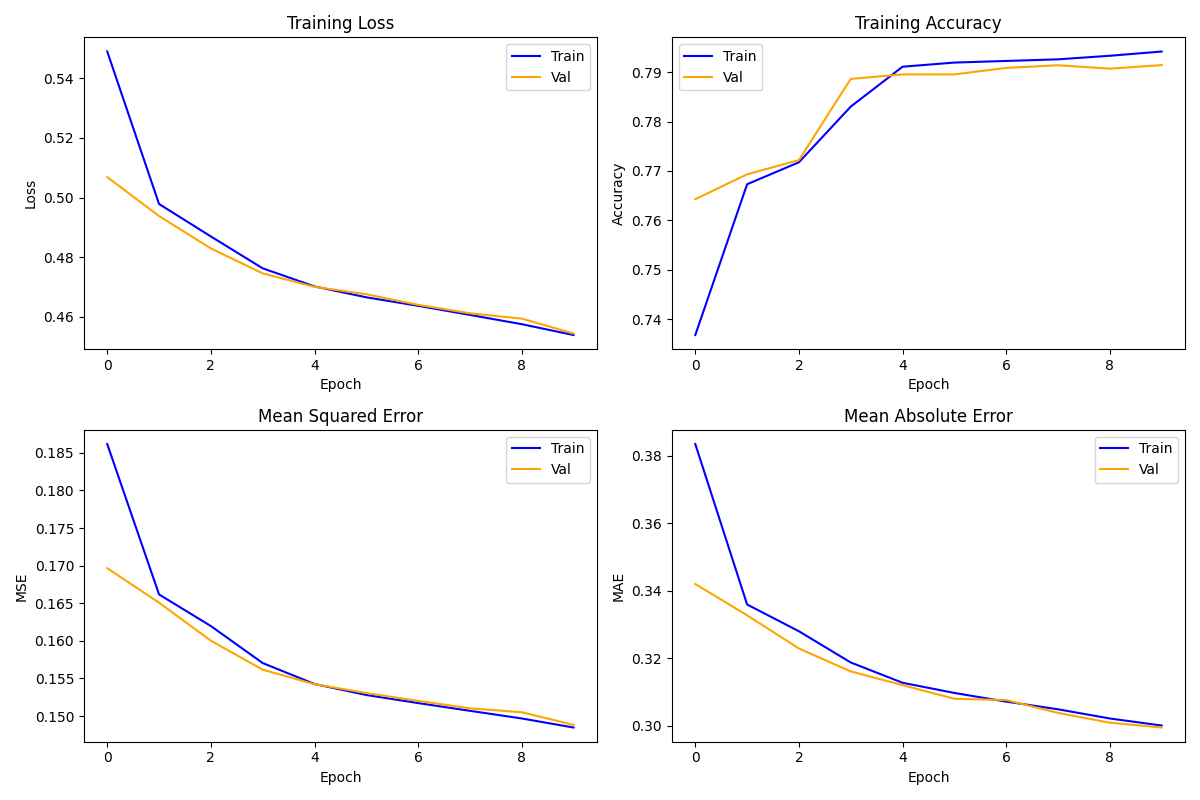 Training Loss
Train
Val
0.54
0.52
0.50
0.48
0.46
Loss
0 2 4 6 8
Epoch
Training Accuracy
Train
Val
0.79
0.78
0.77
0.76
0.75
0.74
Accuracy
0 2 4 6 8
Epoch
Mean Squared Error
Train
Val
0.185
0.180
0.175
0.170
0.165
0.160
0.155
0.150
MSE
0 2 4 6 8
Epoch
Mean Absolute Error
Train
Val
0.38
0.36
0.34
0.32
0.30
MAE
0 2 4 6 8
Epoch